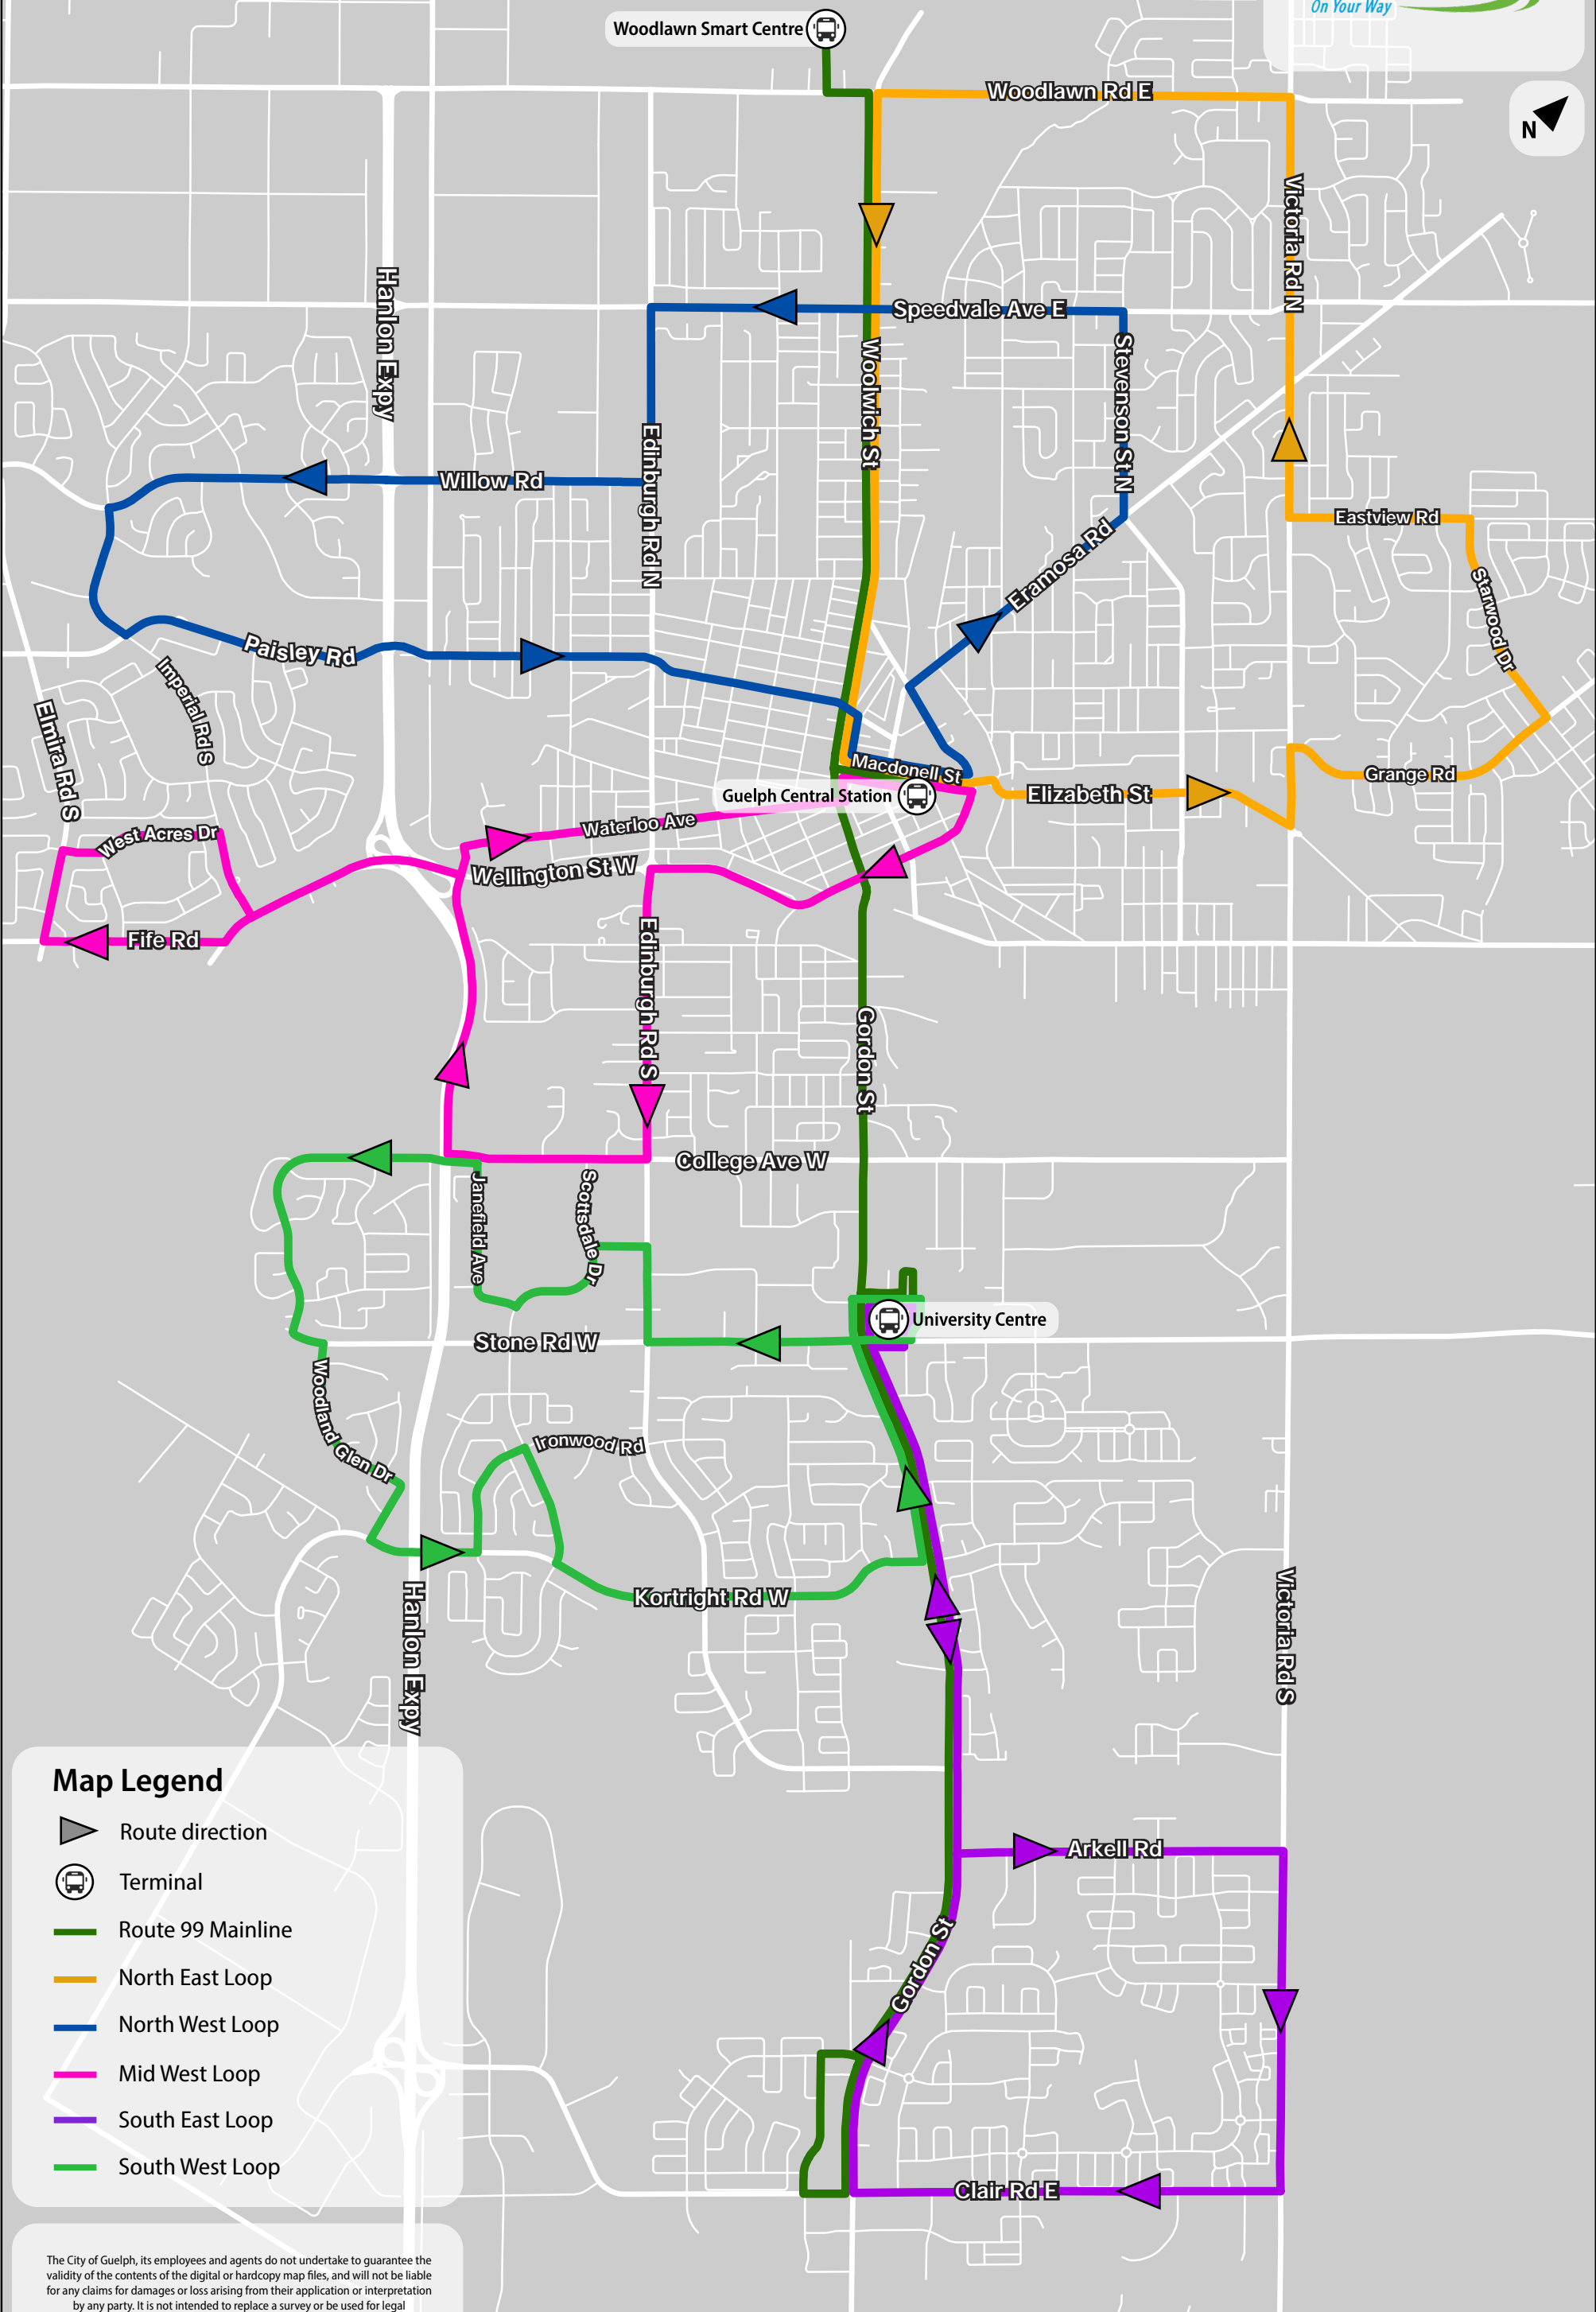 On Your Way
Woodlawn Smart Centre
Woodlawn Rd E
N
Victoria Rd N
Hanlon Expy
Speedvale Ave E
Woodwich St
Stevenson St N
Edinburgh Rd N
Willow Rd
Eastview Rd
Eramosa Rd
Starwood Dr
Paisley Rd
Imperial Rd S
Elmira Rd S
Macdonell St
Grange Rd
Guelph Central Station
Elizabeth St
Waterloo Ave
West Acres Dr
Wellington St W
Fife Rd
Edinburgh Rd S
Gordon St
College Ave W
Janefield Ave
Scottsdale Dr
University Centre
Stone Rd W
Woodland Glen Dr
Ironwood Rd
Kortright Rd W
Hanlon Expy
Victoria Rd S
Arkell Rd
Gordon St
Clair Rd E
Map Legend
Route direction
Terminal
Route 99 Mainline
North East Loop
North West Loop
Mid West Loop
South East Loop
South West Loop
The City of Guelph, its employees and agents do not undertake to guarantee the
validity of the contents of the digital or hardcopy map files, and will not be liable
for any claims for damages or loss arising from their application or interpretation
by any party. It is not intended to replace a survey or be used for legal